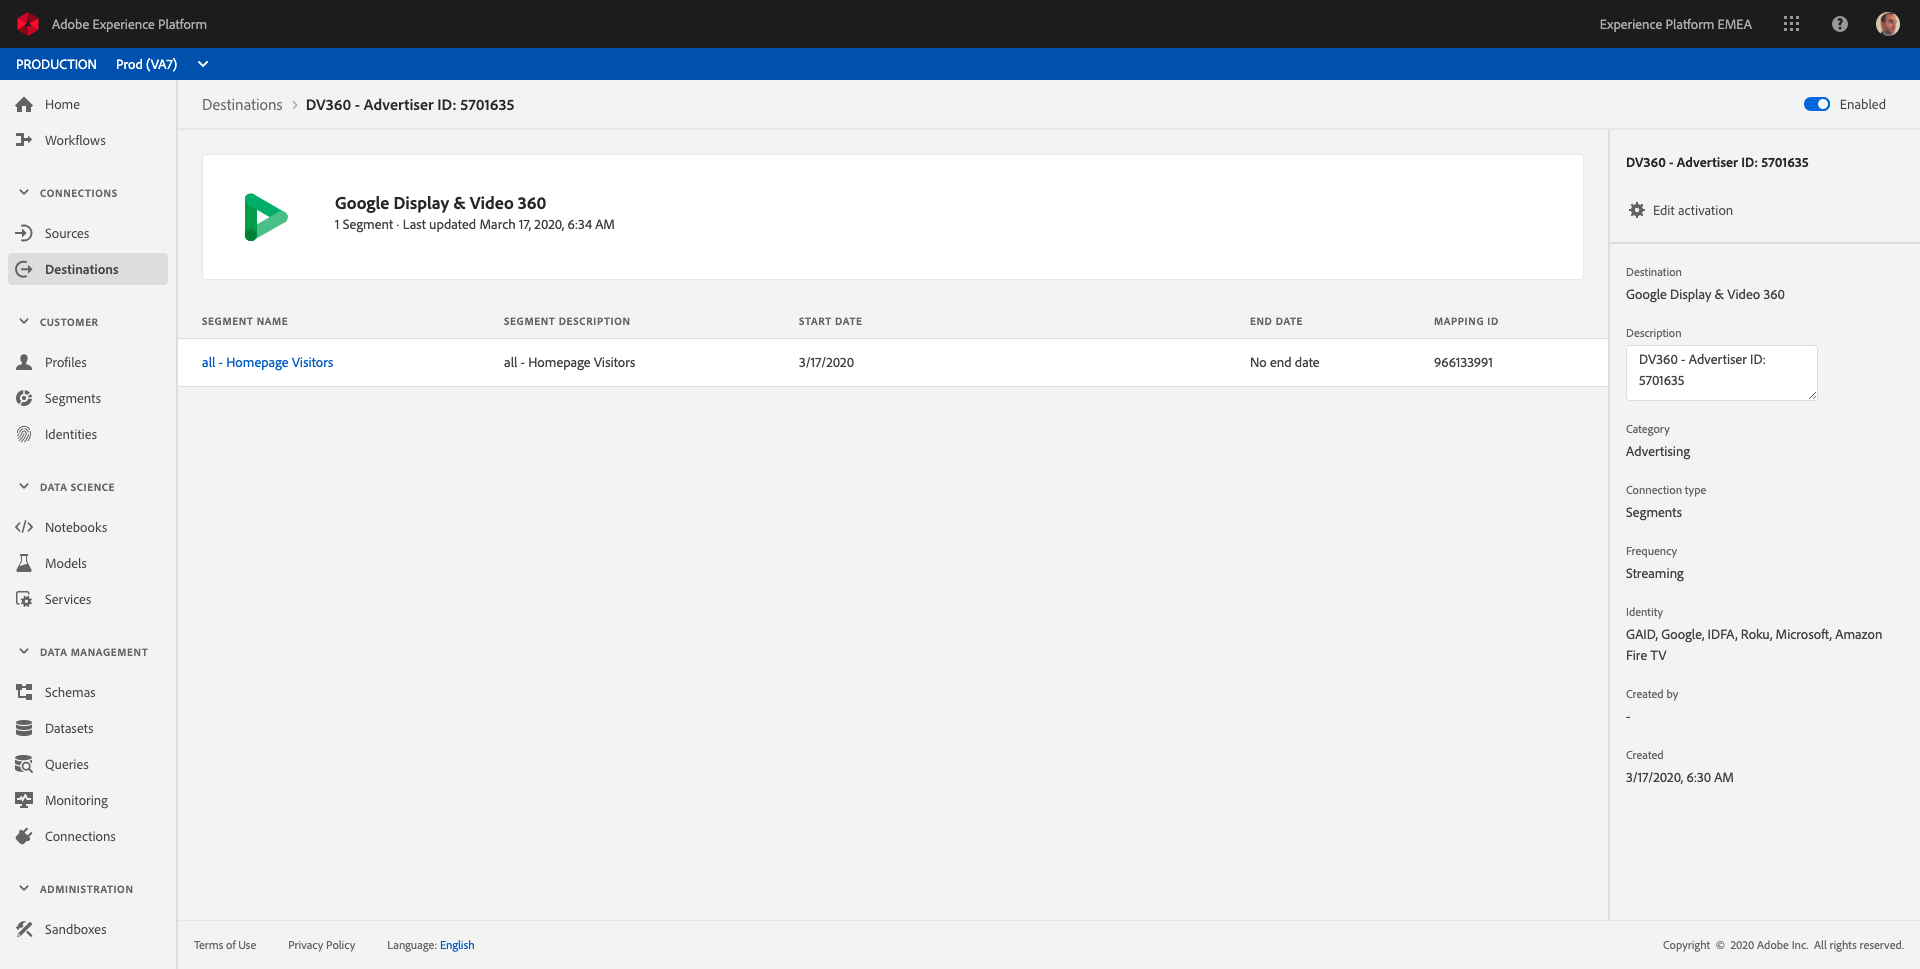 Adobe Experience Platform
Experience Platform EMEA
PRODUCTION Prod (VA7)
Home
Workflows
CONNECTIONS
Sources
Destinations
CUSTOMER
Profiles
Segments
Identities
DATA SCIENCE
Notebooks
Models
Services
DATA MANAGEMENT
Schemas
Datasets
Queries
Monitoring
Connections
ADMINISTRATION
Sandboxes
Destinations > DV360 - Advertiser ID: 5701635
Enabled
Google Display & Video 360
1 Segment · Last updated March 17, 2020, 6:34 AM
SEGMENT NAME SEGMENT DESCRIPTION START DATE END DATE MAPPING ID
all - Homepage Visitors all - Homepage Visitors 3/17/2020 No end date 966133991
DV360 - Advertiser ID: 5701635
Edit activation
Destination
Google Display & Video 360
Description
DV360 - Advertiser ID:
5701635
Category
Advertising
Connection type
Segments
Frequency
Streaming
Identity
GAID, Google, IDFA, Roku, Microsoft, Amazon
Fire TV
Created by
-
Created
3/17/2020, 6:30 AM
Terms of Use Privacy Policy Language: English
Copyright © 2020 Adobe Inc. All rights reserved.